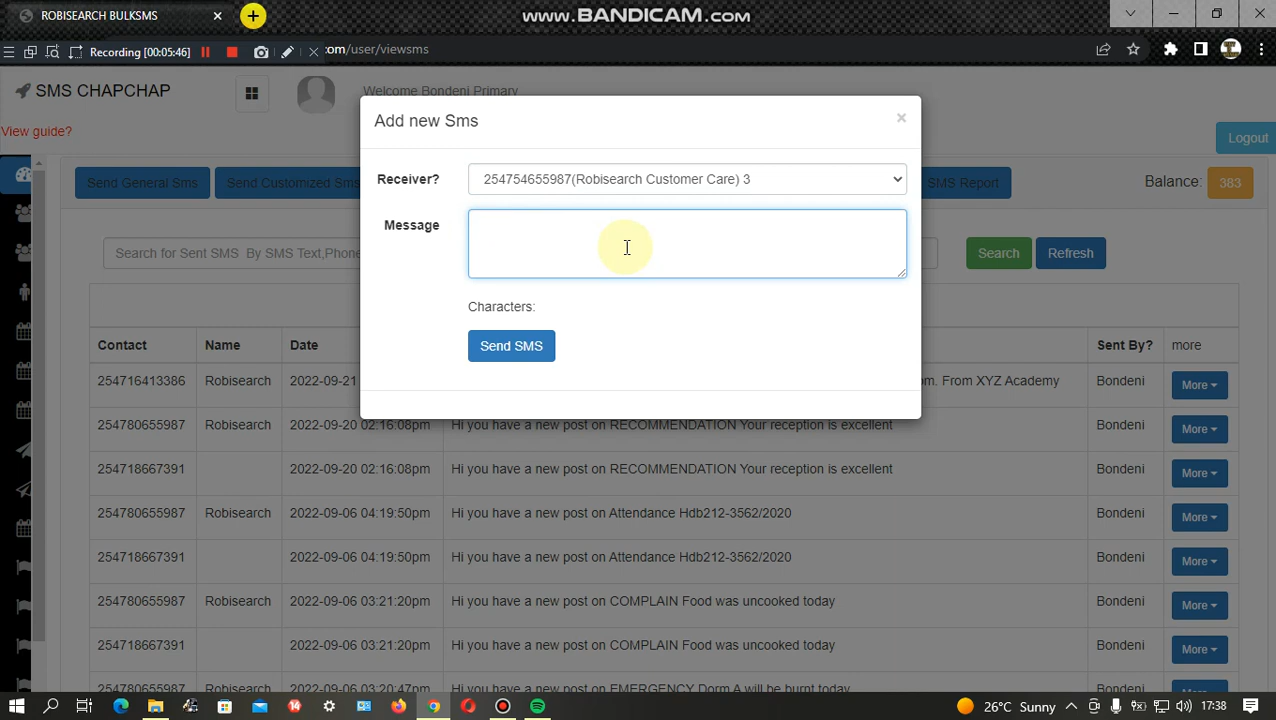 ROBISEARCH BULKSMS
www.BANDICAM.com
Recording [00:05:46]
com/user/viewsms
SMS CHAPCHAP
Welcome Bondeni Primary
View guide?
Logout
Add new Sms
×
Receiver?
254754655987(Robisearch Customer Care) 3
Message
Characters:
Send SMS
Send General Sms
Send Customized Sms
SMS Report
Balance:
383
Search for Sent SMS By SMS Text,Phone
Search
Refresh
Contact Name Date Sent By? more
254716413386 Robisearch 2022-09-21 om. From XYZ Academy Bondeni More
254780655987 Robisearch 2022-09-20 02:16:08pm Hi you have a new post on RECOMMENDATION Your reception is excellent Bondeni More
254718667391 2022-09-20 02:16:08pm Hi you have a new post on RECOMMENDATION Your reception is excellent Bondeni More
254780655987 Robisearch 2022-09-06 04:19:50pm Hi you have a new post on Attendance Hdb212-3562/2020 Bondeni More
254718667391 2022-09-06 04:19:50pm Hi you have a new post on Attendance Hdb212-3562/2020 Bondeni More
254780655987 Robisearch 2022-09-06 03:21:20pm Hi you have a new post on COMPLAIN Food was uncooked today Bondeni More
254718667391 2022-09-06 03:21:20pm Hi you have a new post on COMPLAIN Food was uncooked today Bondeni More
254780655987 Robisearch 2022-09-06 03:20:47pm Hi you have a new post on EMERGENCY Dorm A will be burnt today Bondeni More
26°C Sunny
17:38